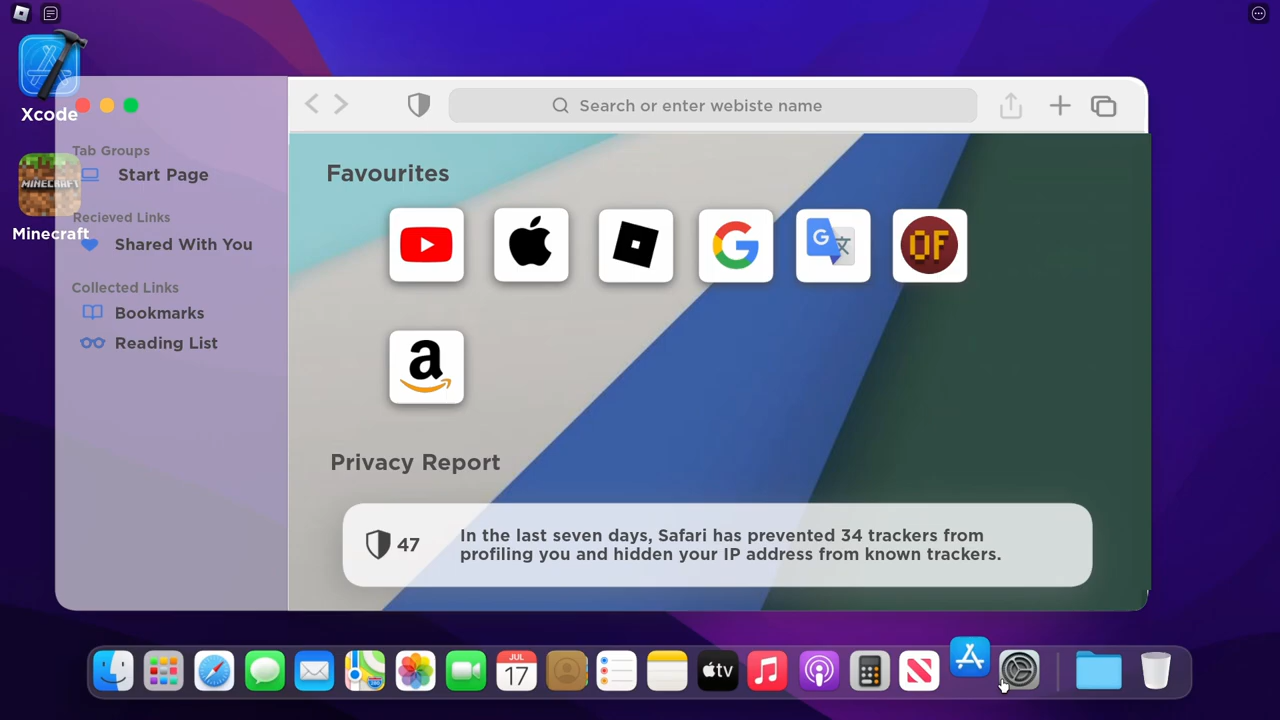 Xcode
MINECRAFT
Minecraft
Tab Groups
Start Page
Recieved Links
Shared With You
Collected Links
Bookmarks
Reading List
Search or enter webiste name
Favourites
G
G 文
OF
a
Privacy Report
47
In the last seven days, Safari has prevented 34 trackers from
profiling you and hidden your IP address from known trackers.
JUL
17
tv